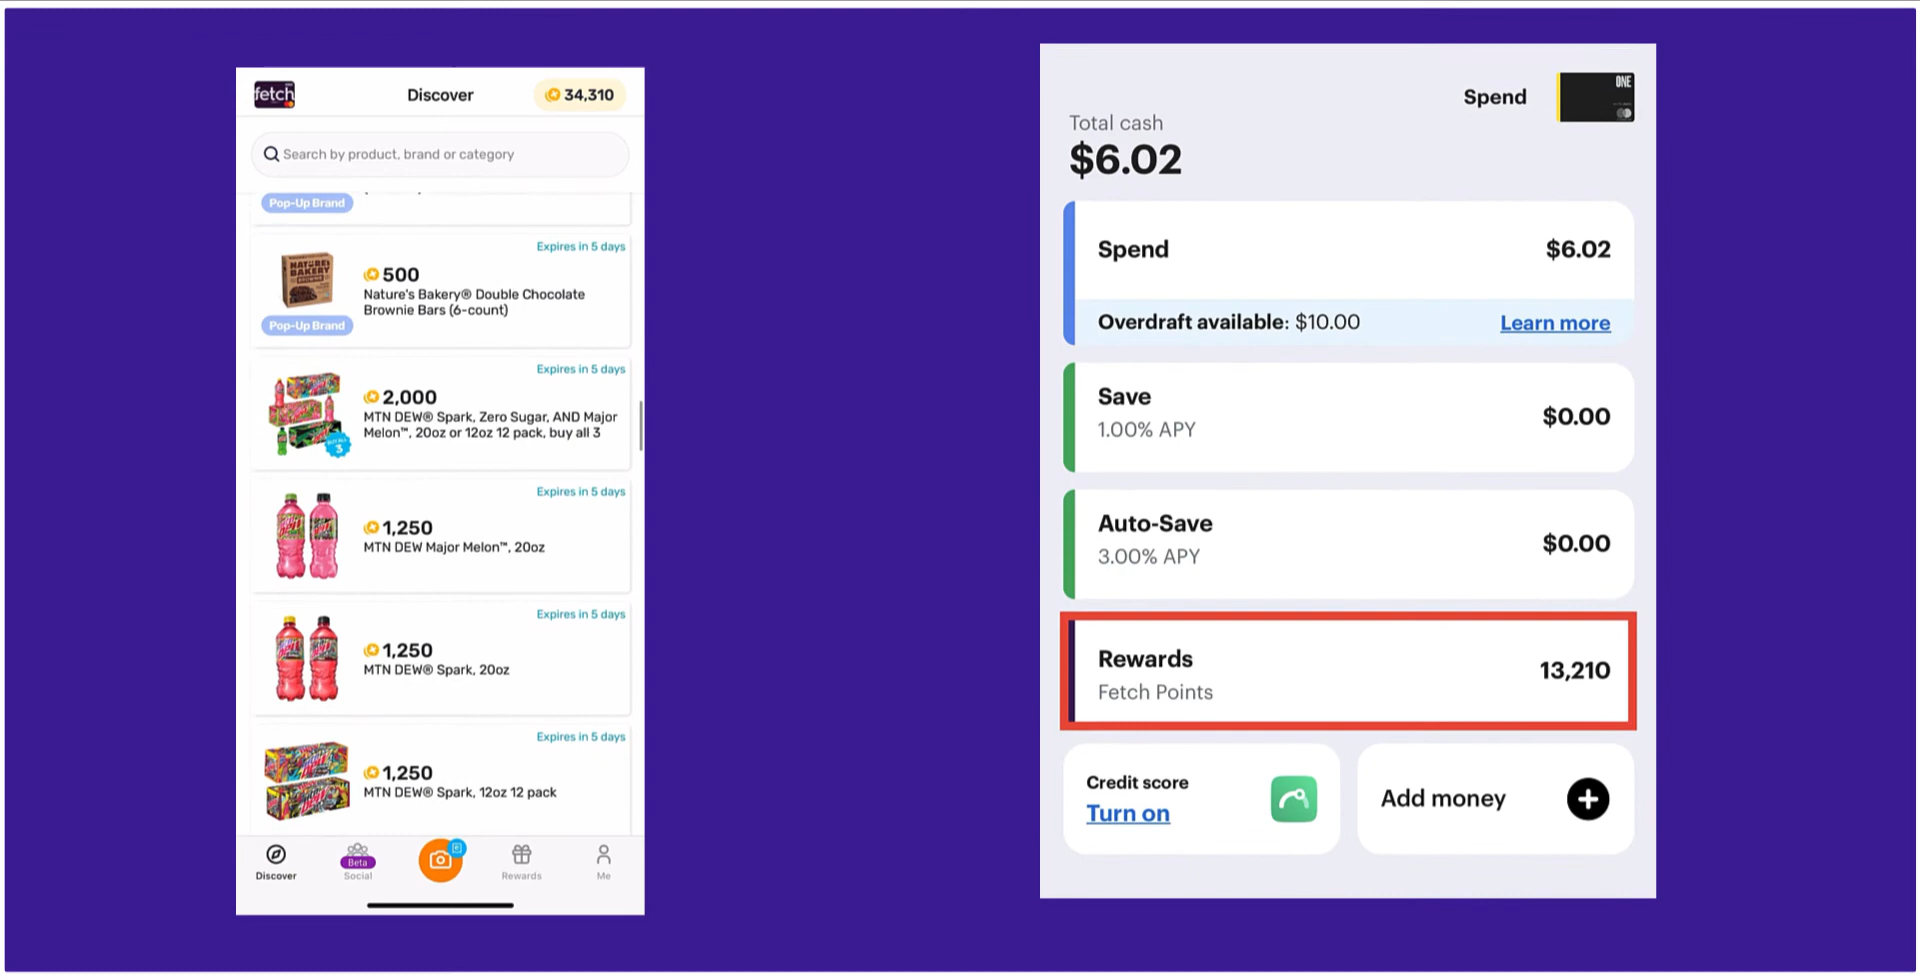 fetch
Discover
34,310
Search by product, brand or category
Pop-Up Brand
Expires in 5 days
500
Nature's Bakery® Double Chocolate
Brownie Bars (6-count)
NATURE'S
BAKERY
BROWNIE
Pop-Up Brand
Expires in 5 days
2,000
MTN DEW® Spark, Zero Sugar, AND Major
Melon™, 20oz or 12oz 12 pack, buy all 3
BUY ALL
3
Expires in 5 days
1,250
MTN DEW Major Melon™, 20oz
Expires in 5 days
1,250
MTN DEW® Spark, 20oz
Expires in 5 days
1,250
MTN DEW® Spark, 12oz 12 pack
Discover
Beta
Social
Rewards
Me
Spend
ONE
Total cash
$6.02
Spend
$6.02
Overdraft available: $10.00
Learn more
Save
1.00% APY
$0.00
Auto-Save
3.00% APY
$0.00
Rewards
Fetch Points
13,210
Credit score
Turn on
Add money